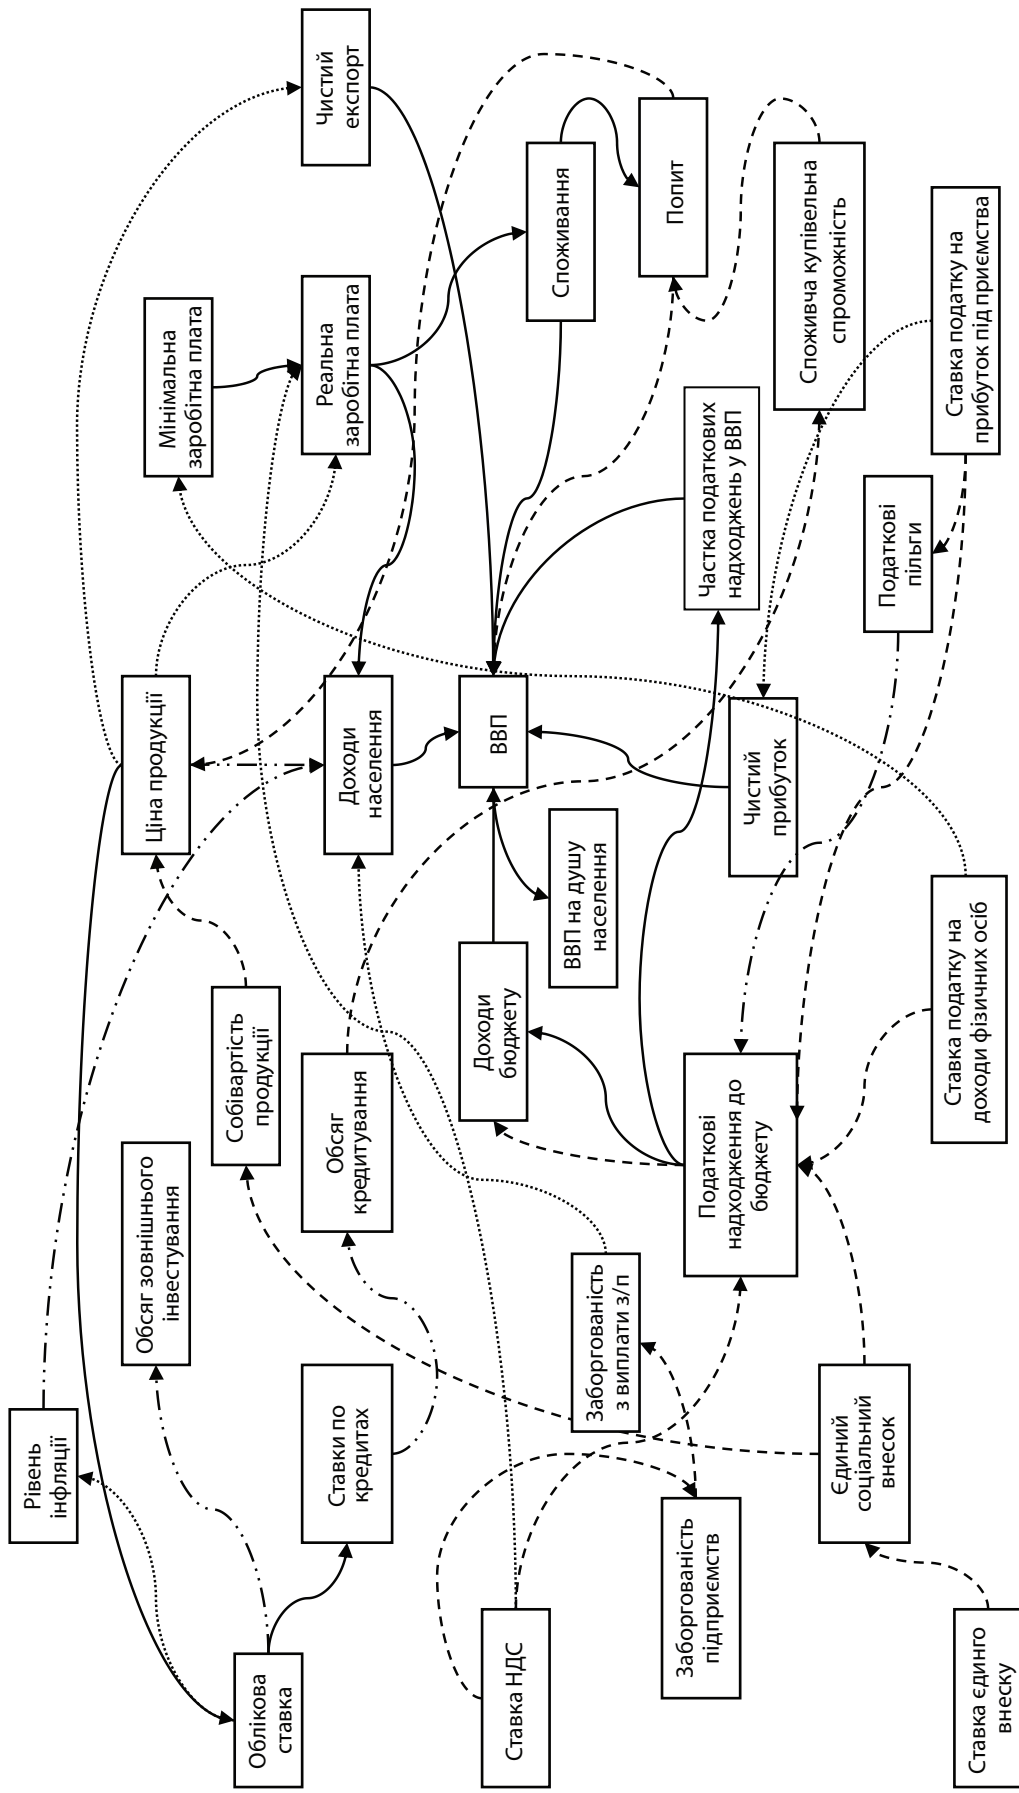 Рівень
інфляції
Облікова
ставка
Обсяг зовнішнього
інвестування
Ставки по
кредитах
Собівартість
продукції
Обсяг
кредитування
Ціна продукції
Доходи
населення
Мінімальна
заробітна плата
Реальна
заробітна плата
Чистий
експорт
Ставка НДС
Заборгованість
з виплати з/п
Заборгованість
підприємств
Доходи
бюджету
ВВП на душу
населення
ВВП
Споживання
Попит
Податкові
надходження до
бюджету
Чистий
прибуток
Частка податкових
надходжень у ВВП
Споживча купівельна
спроможність
Єдиний
соціальний
внесок
Податкові
пільги
Ставка єдинго
внеску
Ставка податку на
доходи фізичних осіб
Ставка податку на
прибуток під приємства